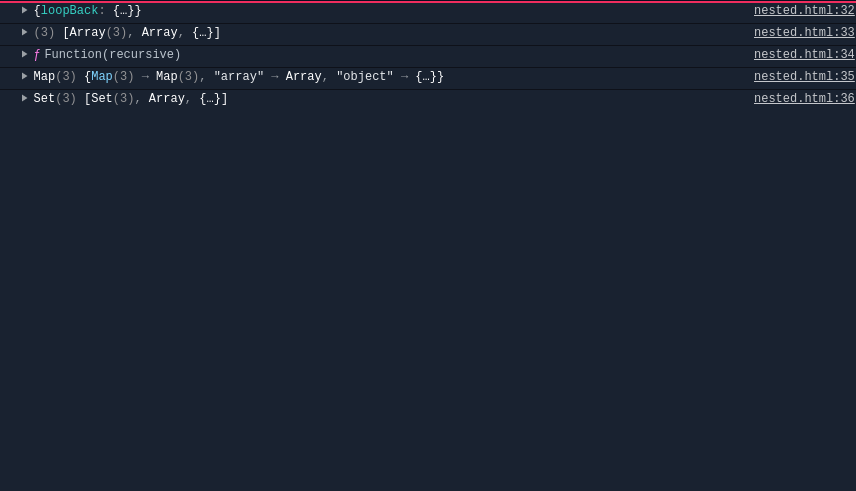 {loopBack: {…}} nested.html:32
(3) [Array(3), Array, {…}] nested.html:33
ƒ Function(recursive) nested.html:34
Map(3) {Map(3) → Map(3), "array" → Array, "object" → {…}} nested.html:35
Set(3) [Set(3), Array, {…}] nested.html:36